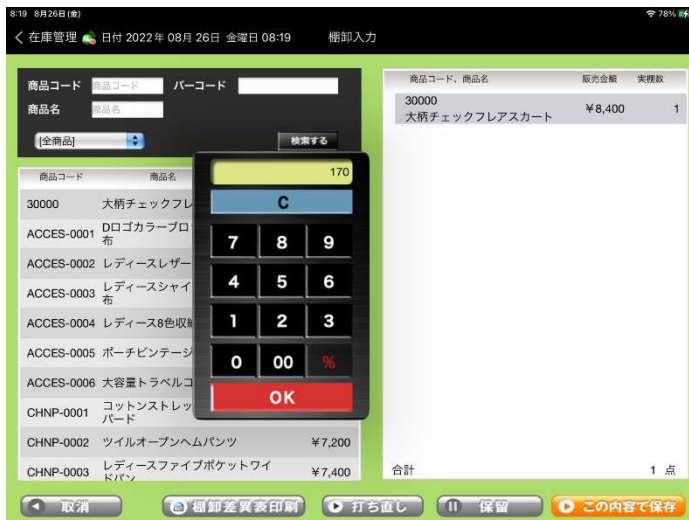 8:19 8月26日(金)
78%
在庫管理 日付 2022年 08月 26日 金曜日 08:19 棚卸入力
商品コード 商品コード バーコード
商品名 商品名
[全商品] 検索する
商品コード 商品名
30000 大柄チェックフレ
ACCES-0001 Dロゴカラーブロ
布
ACCES-0002 レディースレザー
ACCES-0003 レディースシャイ
布
ACCES-0004 レディース8色収納
ACCES-0005 ポーチビンテージ
ACCES-0006 大容量トラベルコ
CHNP-0001 コットンストレッ
パード
CHNP-0002 ツイルオープンヘムパンツ ¥7,200
CHNP-0003 レディースファイブポケットワイ
ドパン ¥7,400
170
C
7 8 9
4 5 6
1 2 3
0 00 %
OK
商品コード、商品名 販売金額 実棚数
30000
大柄チェックフレアスカート ¥8,400 1
合計 1 点
取消 棚卸差異表印刷 打ち直し 保留 この内容で保存